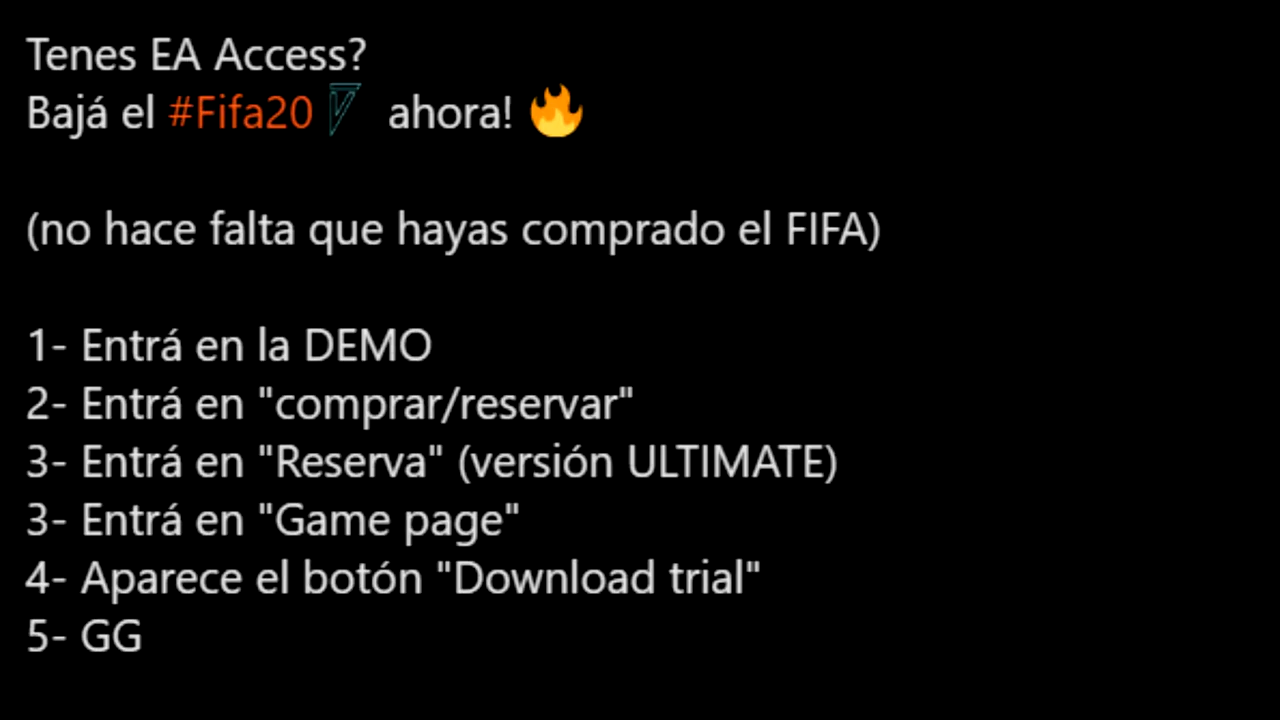 Tenes EA Access?
Bajá el #Fifa20 ahora! 🔥
(no hace falta que hayas comprado el FIFA)
1- Entrá en la DEMO
2- Entrá en "comprar/reservar"
3- Entrá en "Reserva" (versión ULTIMATE)
3- Entrá en "Game page"
4- Aparece el botón "Download trial"
5- GG